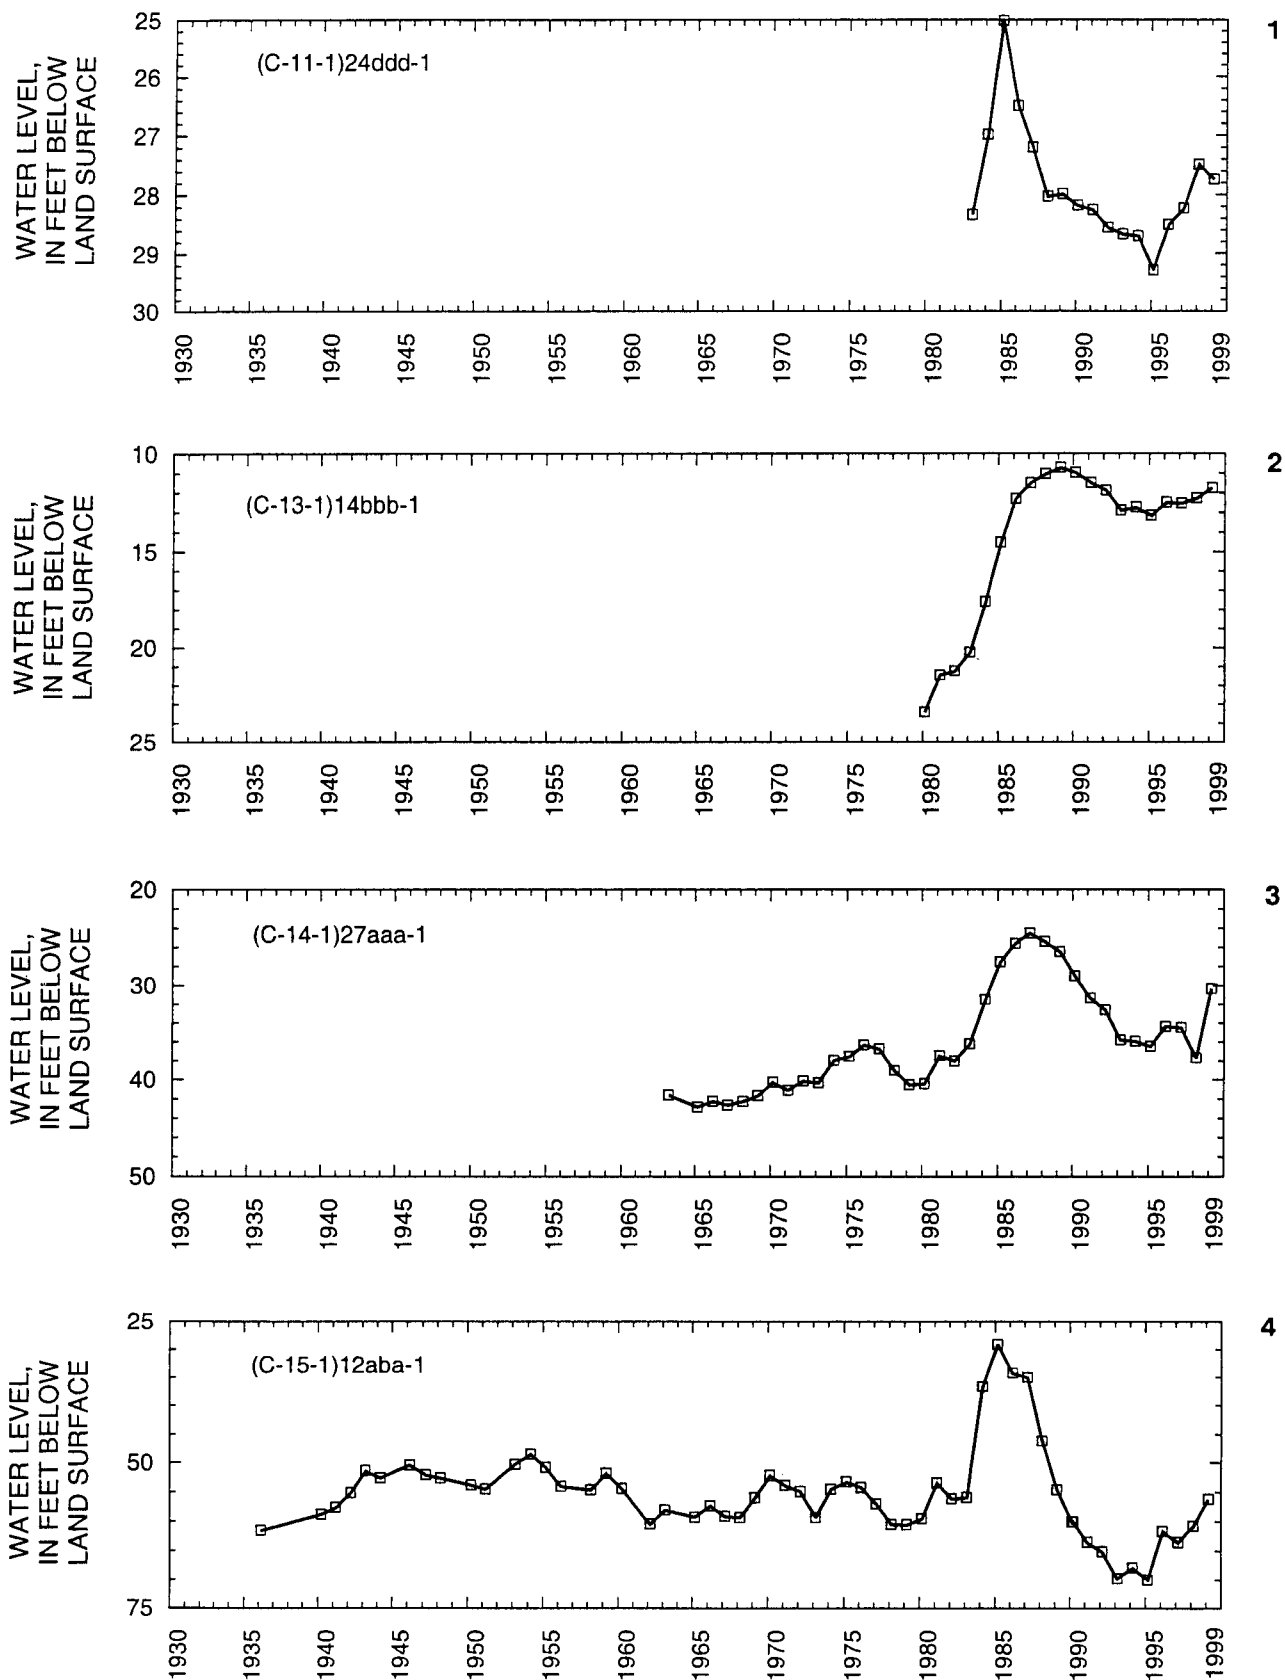 1
WATER LEVEL,
IN FEET BELOW
LAND SURFACE
(C-11-1)24ddd-1
25
26
27
28
29
30
1930 1935 1940 1945 1950 1955 1960 1965 1970 1975 1980 1985 1990 1995 1999
2
WATER LEVEL,
IN FEET BELOW
LAND SURFACE
(C-13-1)14bbb-1
10
15
20
25
1930 1935 1940 1945 1950 1955 1960 1965 1970 1975 1980 1985 1990 1995 1999
3
WATER LEVEL,
IN FEET BELOW
LAND SURFACE
(C-14-1)27aaa-1
20
30
40
50
1930 1935 1940 1945 1950 1955 1960 1965 1970 1975 1980 1985 1990 1995 1999
4
WATER LEVEL,
IN FEET BELOW
LAND SURFACE
(C-15-1)12aba-1
25
50
75
1930 1935 1940 1945 1950 1955 1960 1965 1970 1975 1980 1985 1990 1995 1999